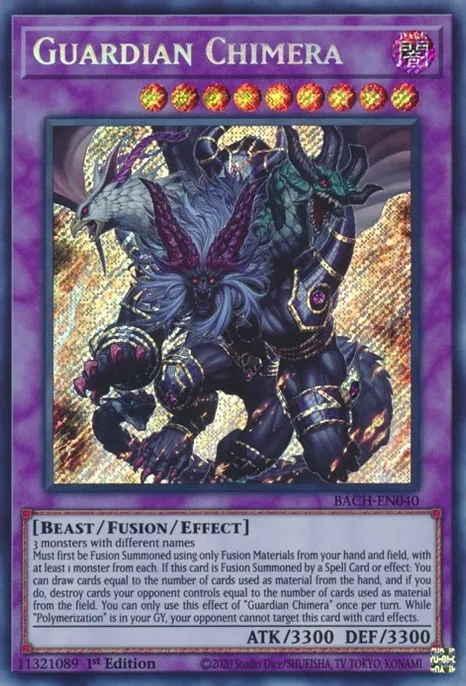 GUARDIAN CHIMERA
BACH-EN040
[BEAST/FUSION/EFFECT]
3 monsters with different names
Must first be Fusion Summoned using only Fusion Materials from your hand and field, with
at least 1 monster from each. If this card is Fusion Summoned by a Spell Card or effect: You
can draw cards equal to the number of cards used as material from the hand, and if you
do, destroy cards your opponent controls equal to the number of cards used as material
from the field. You can only use this effect of "Guardian Chimera" once per turn. While
"Polymerization" is in your GY, your opponent cannot target this card with card effects.
ATK/3300 DEF/3300
11321089 1st Edition ©2020 Studio Dice/SHUEISHA, TV TOKYO, KONAMI